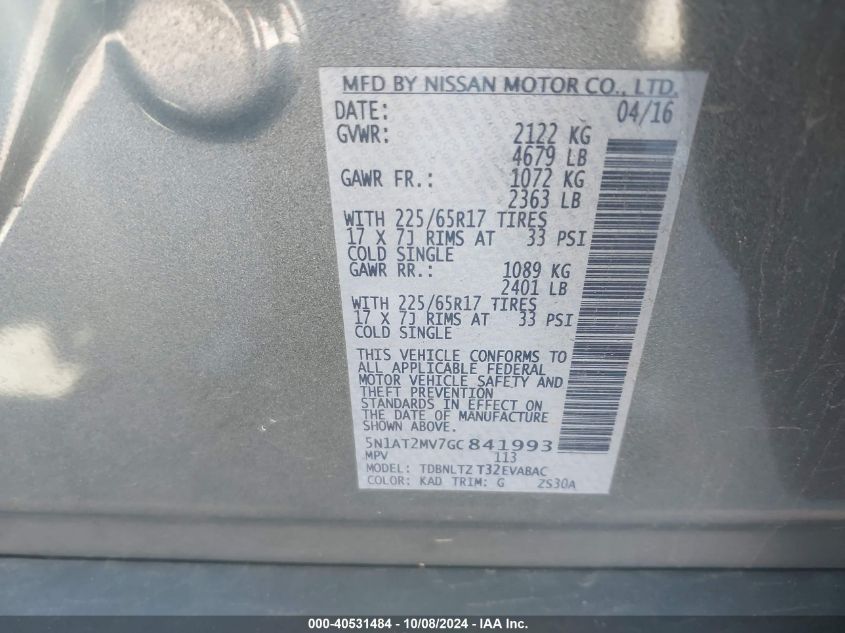 MFD BY NISSAN MOTOR CO., LTD.
DATE: 04/16
GVWR: 2122 KG
4679 LB
GAWR FR.: 1072 KG
2363 LB
WITH 225/65R17 TIRES
17 X 7J RIMS AT 33 PSI
COLD SINGLE
GAWR RR.: 1089 KG
2401 LB
WITH 225/65R17 TIRES
17 X 7J RIMS AT 33 PSI
COLD SINGLE
THIS VEHICLE CONFORMS TO
ALL APPLICABLE FEDERAL
MOTOR VEHICLE SAFETY AND
THEFT PREVENTION
STANDARDS IN EFFECT ON
THE DATE OF MANUFACTURE
SHOWN ABOVE.
5N1AT2MV7GC841993
MPV 113
MODEL: TDBNLTZ T32EVABAC
COLOR: KAD TRIM: G ZS30A
000-40531484 - 10/08/2024 - IAA Inc.